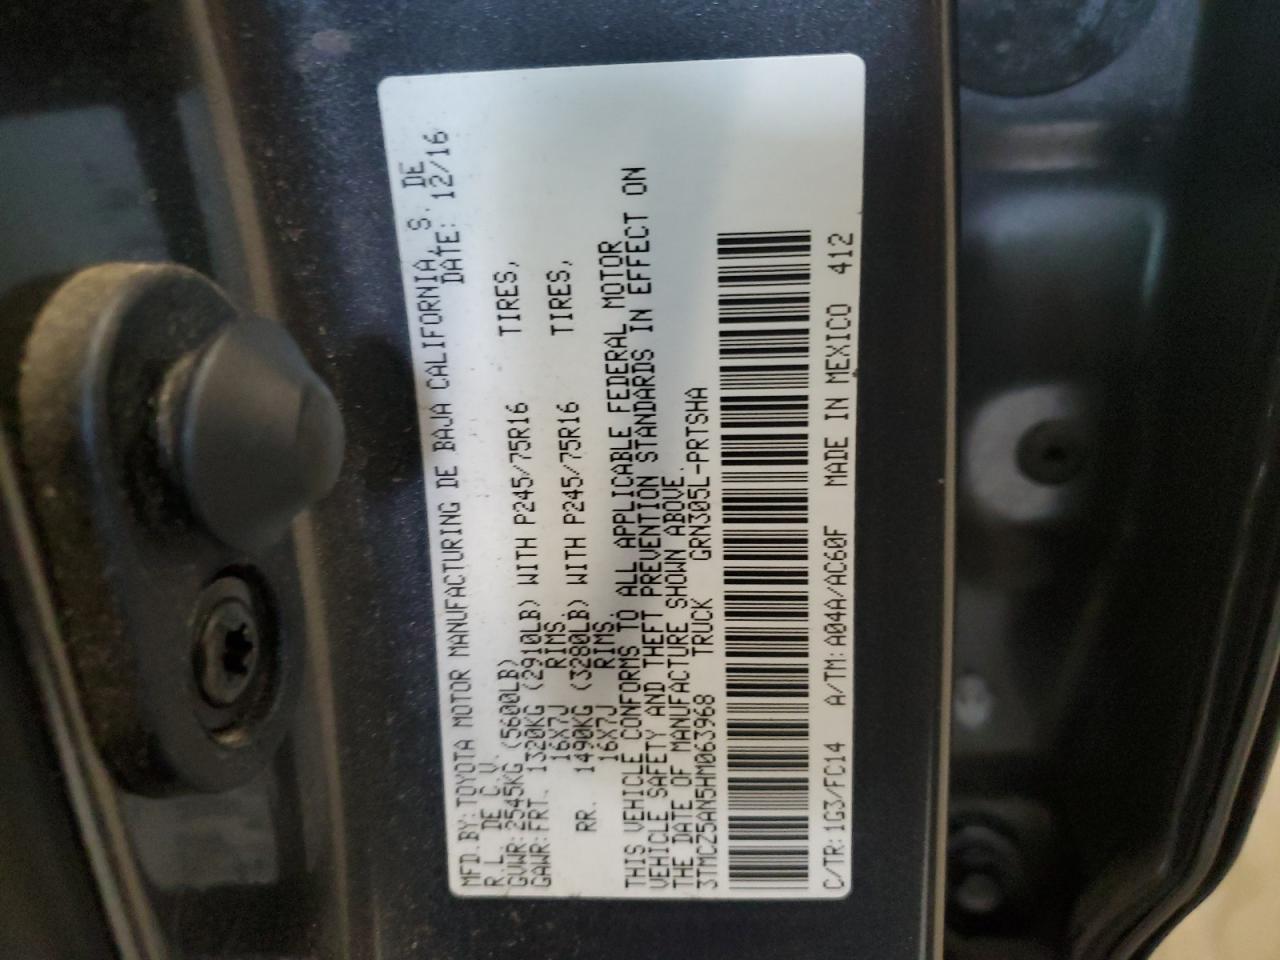 MFD.BY: TOYOTA MOTOR MANUFACTURING DE BAJA CALIFORNIA, S. DE
R.L. DE C.V. DATE: 12/16
GVWR: 2545KG (5600LB)
GAWR: FRT. 1320KG (2910LB) WITH P245/75R16 TIRES,
16X7J RIMS.
RR. 1490KG (3280LB) WITH P245/75R16 TIRES,
16X7J RIMS.
THIS VEHICLE CONFORMS TO ALL APPLICABLE FEDERAL MOTOR
VEHICLE SAFETY AND THEFT PREVENTION STANDARDS IN EFFECT ON
THE DATE OF MANUFACTURE SHOWN ABOVE.
3TMCZ5AN5HM063968 TRUCK GRN305L-PRTSHA
C/TR: 1G3/FC14 A/TM: A04A/AC60F MADE IN MEXICO 412